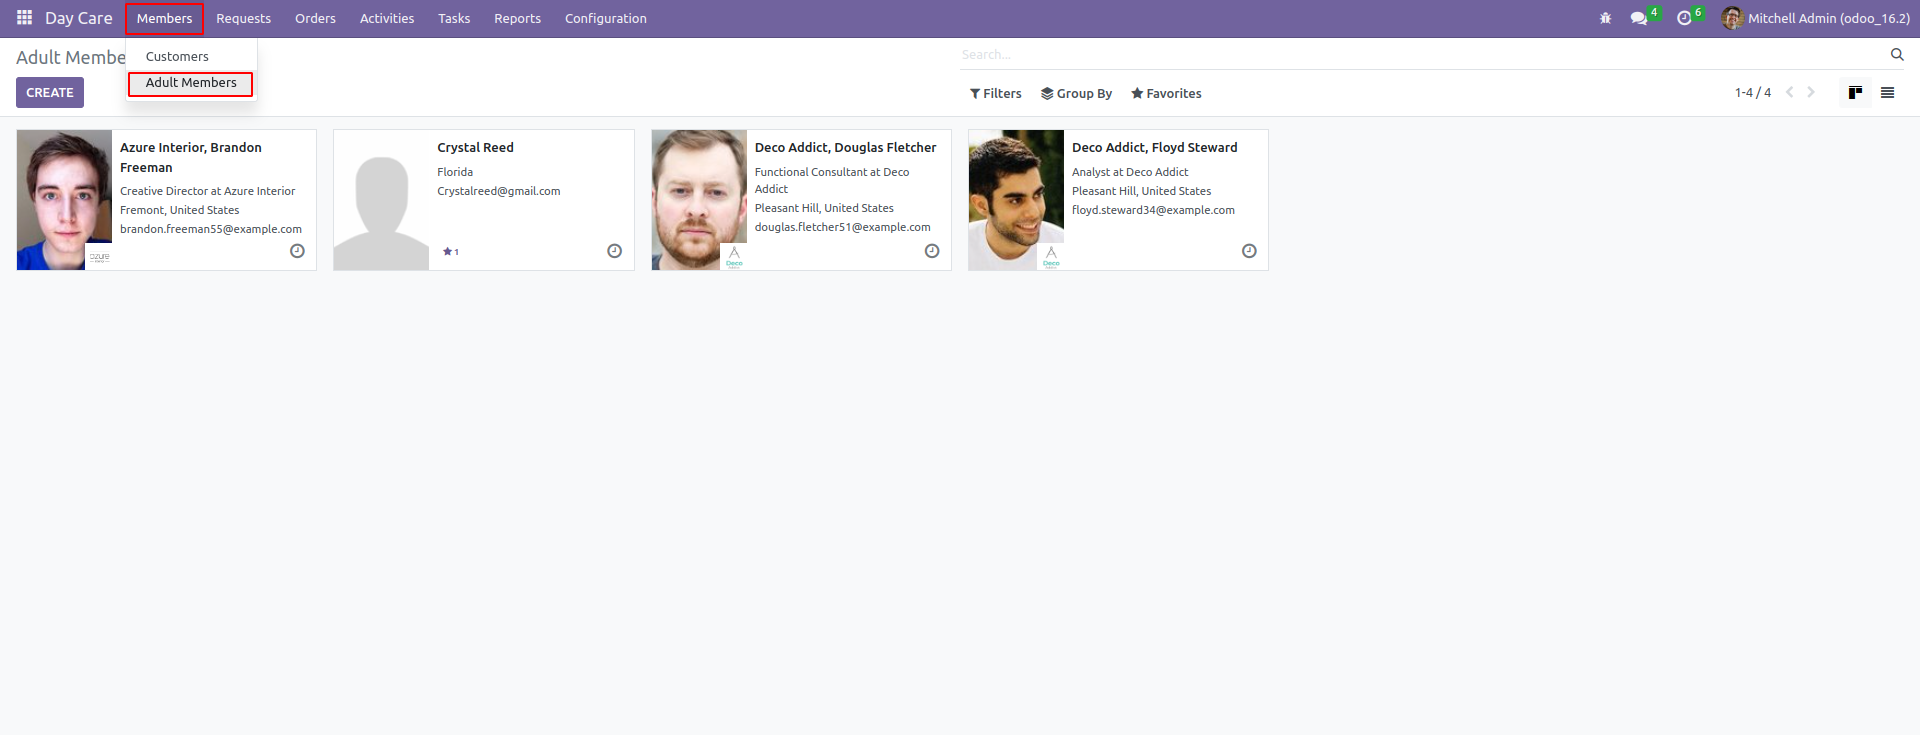 Day Care
Members
Requests
Orders
Activities
Tasks
Reports
Configuration
4
6
Mitchell Admin (odoo_16.2)
Adult Membe
Customers
Adult Members
Search...
CREATE
Filters
Group By
Favorites
1-4 / 4
Azure Interior, Brandon
Freeman
Creative Director at Azure Interior
Fremont, United States
brandon.freeman55@example.com
azure
Crystal Reed
Florida
Crystalreed@gmail.com
1
Deco Addict, Douglas Fletcher
Functional Consultant at Deco
Addict
Pleasant Hill, United States
douglas.fletcher51@example.com
Deco
Deco Addict, Floyd Steward
Analyst at Deco Addict
Pleasant Hill, United States
floyd.steward34@example.com
Deco